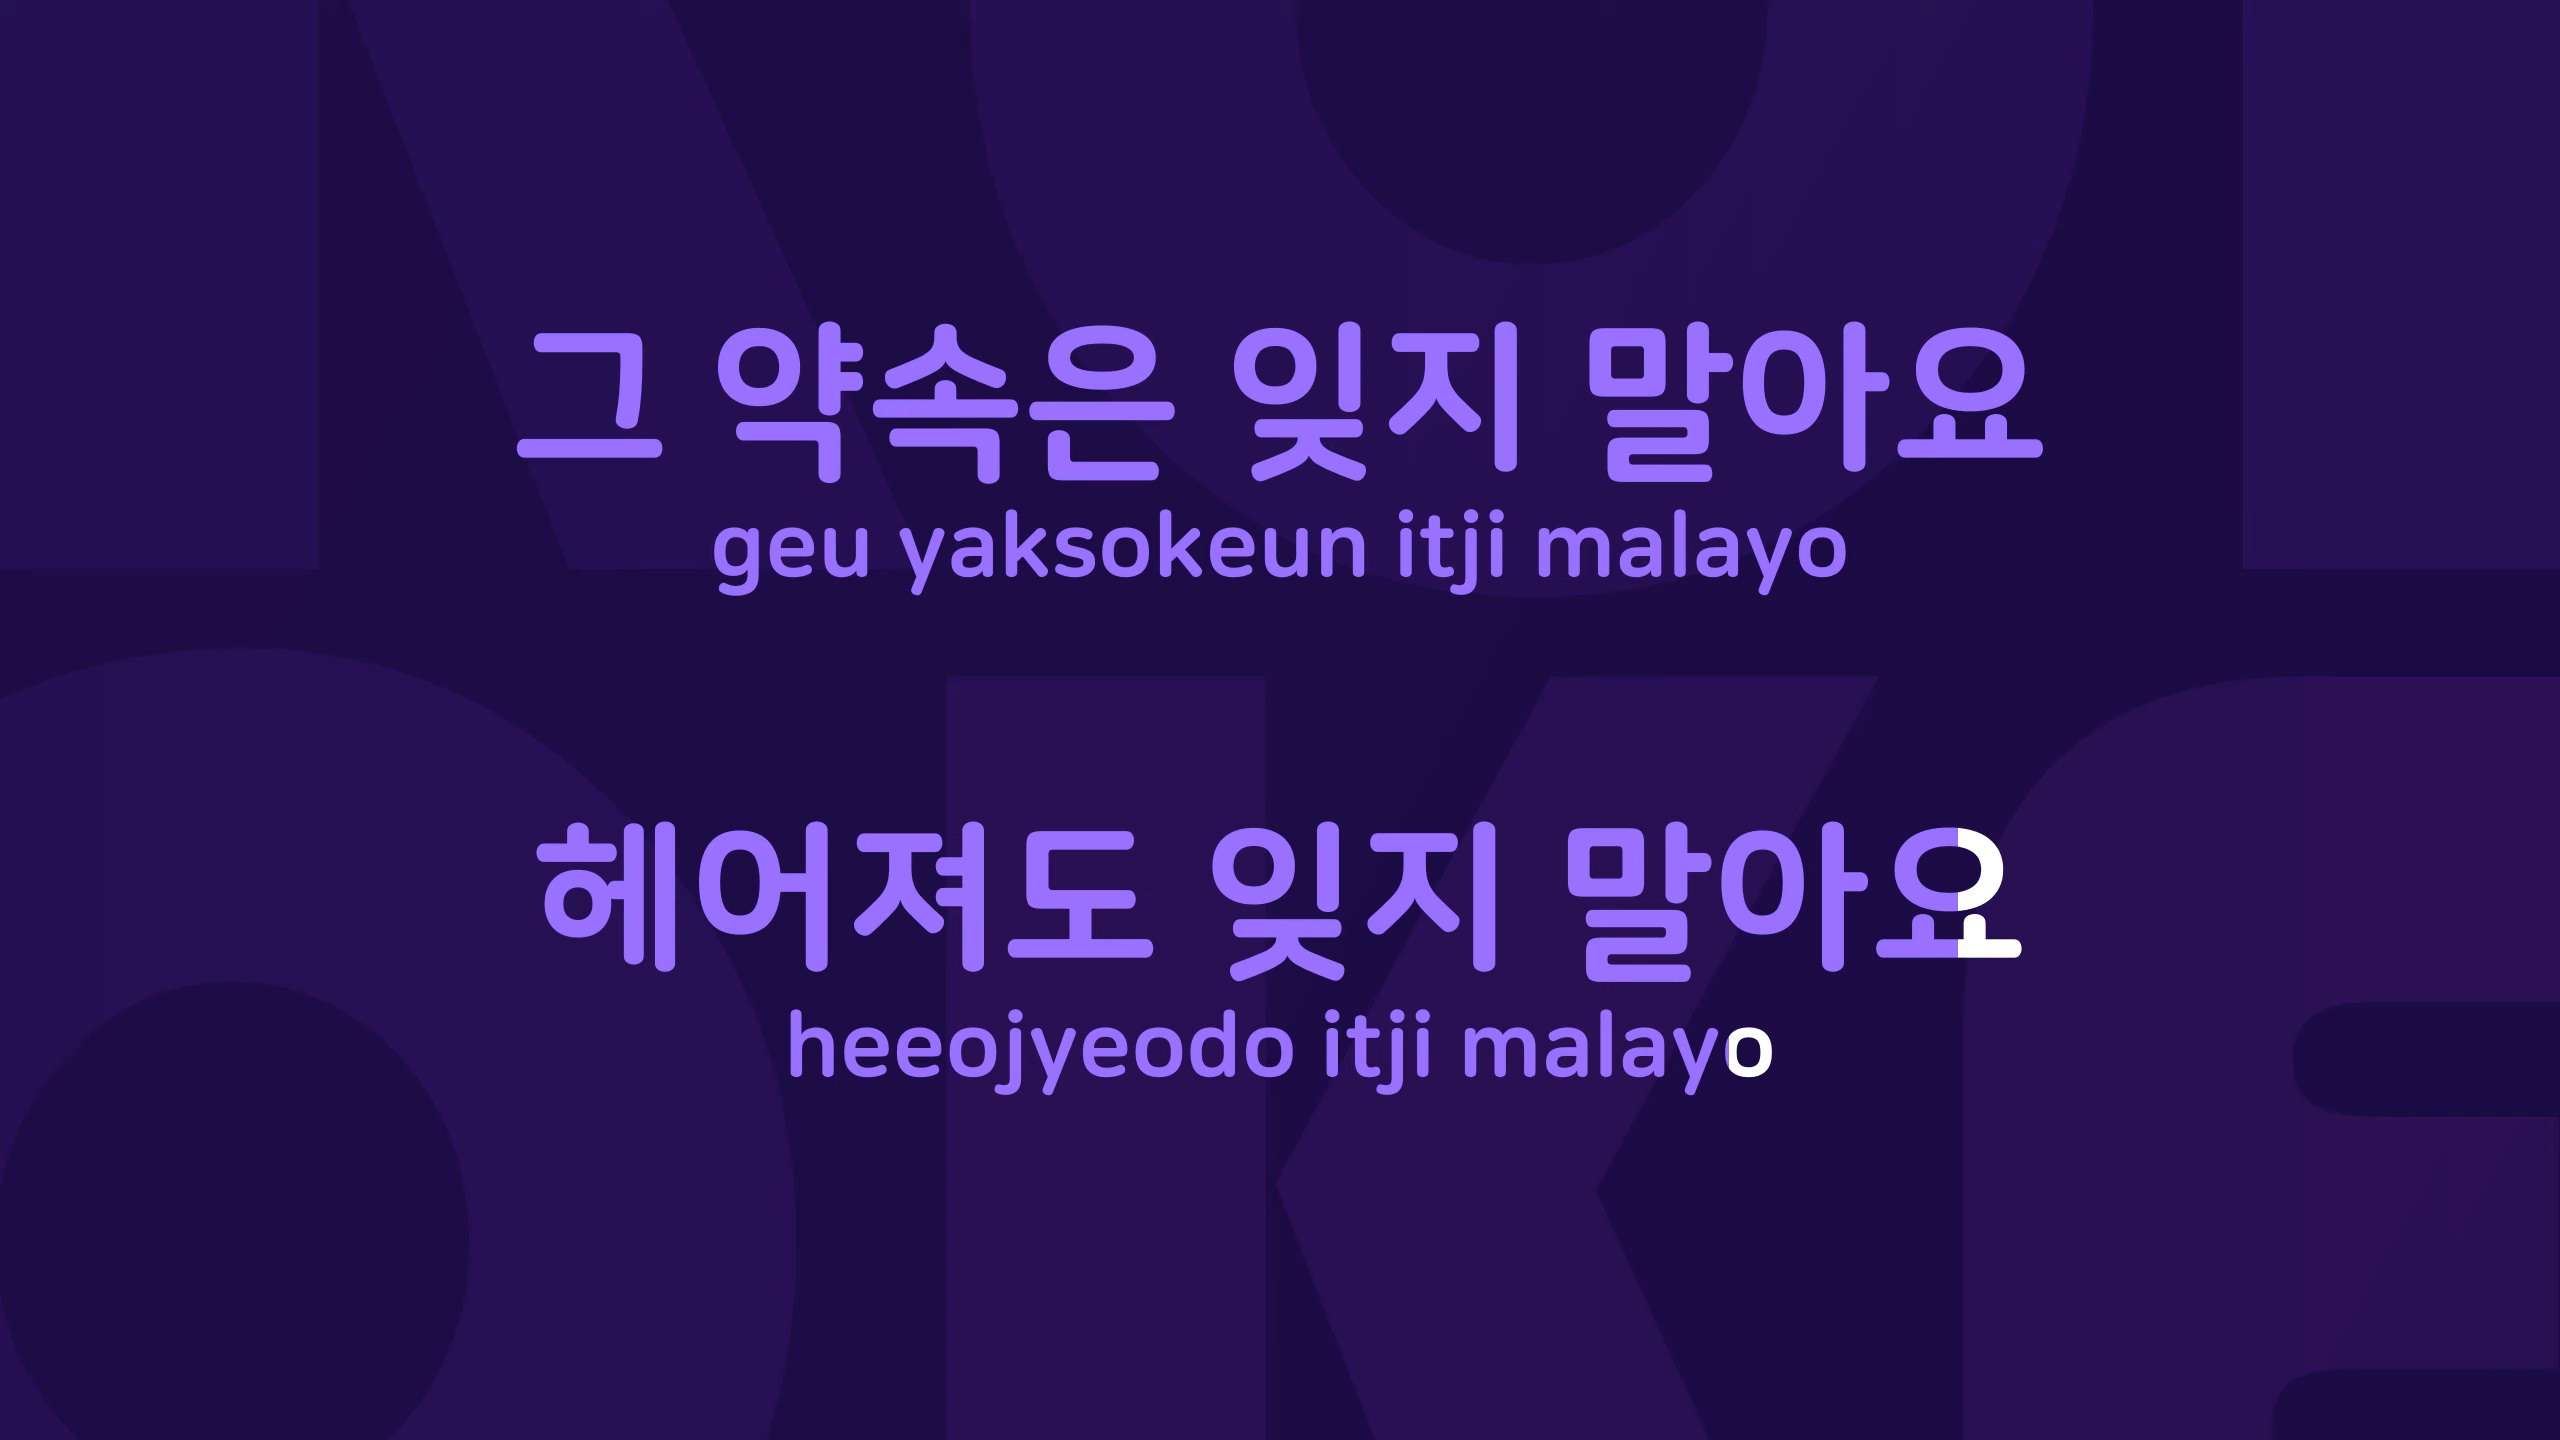 그 약속은 잊지 말아요
geu yaksokeun itji malayo
헤어져도 잊지 말아요
heeojyeodo itji malayo